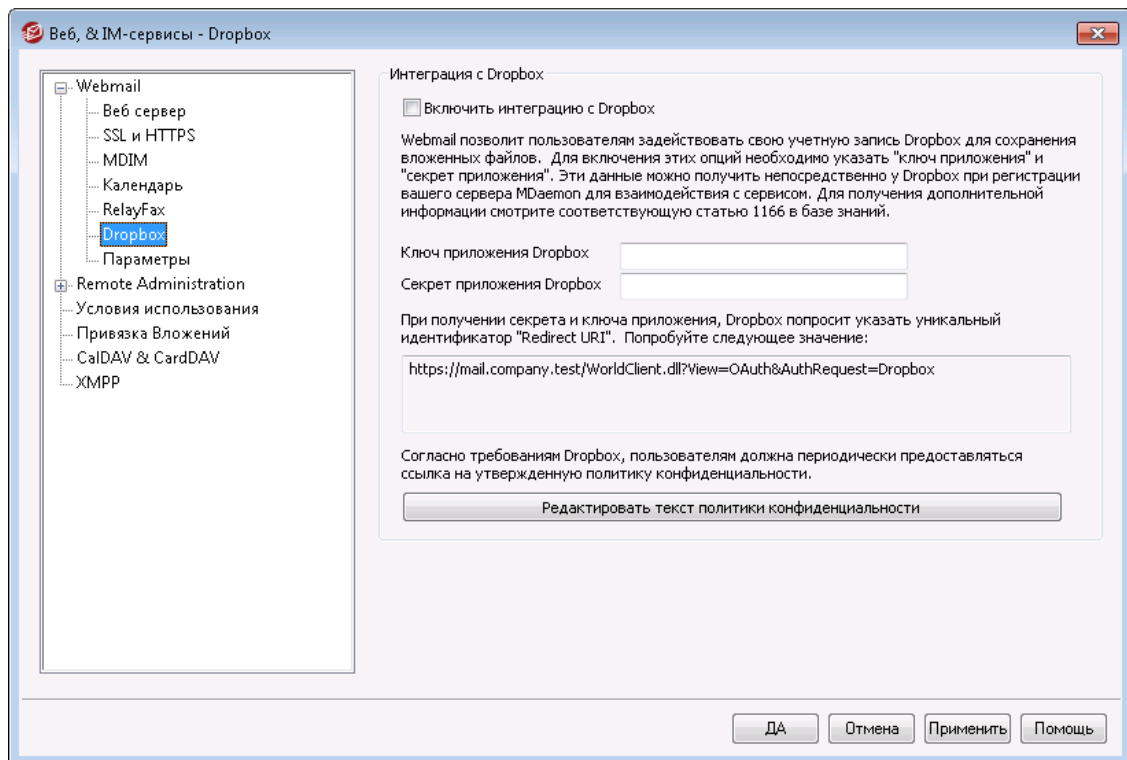 Веб, & IM-сервисы - Dropbox
Webmail
Веб сервер
SSL и HTTPS
MDIM
Календарь
RelayFax
Dropbox
Параметры
Remote Administration
Условия использования
Привязка Вложений
CalDAV & CardDAV
XMPP
Интеграция с Dropbox
Включить интеграцию с Dropbox
Webmail позволит пользователям задействовать свою учетную запись Dropbox для сохранения
вложенных файлов. Для включения этих опций необходимо указать "ключ приложения" и
"секрет приложения". Эти данные можно получить непосредственно у Dropbox при регистрации
вашего сервера MDaemon для взаимодействия с сервисом. Для получения дополнительной
информации смотрите соответствующую статью 1166 в базе знаний.
Ключ приложения Dropbox
Секрет приложения Dropbox
При получении секрета и ключа приложения, Dropbox попросит указать уникальный
идентификатор "Redirect URI". Попробуйте следующее значение:
https://mail.company.test/WorldClient.dll?View=OAuth&AuthRequest=Dropbox
Согласно требованиям Dropbox, пользователям должна периодически предоставляться
ссылка на утвержденную политику конфиденциальности.
Редактировать текст политики конфиденциальности
ДА
Отмена
Применить
Помощь